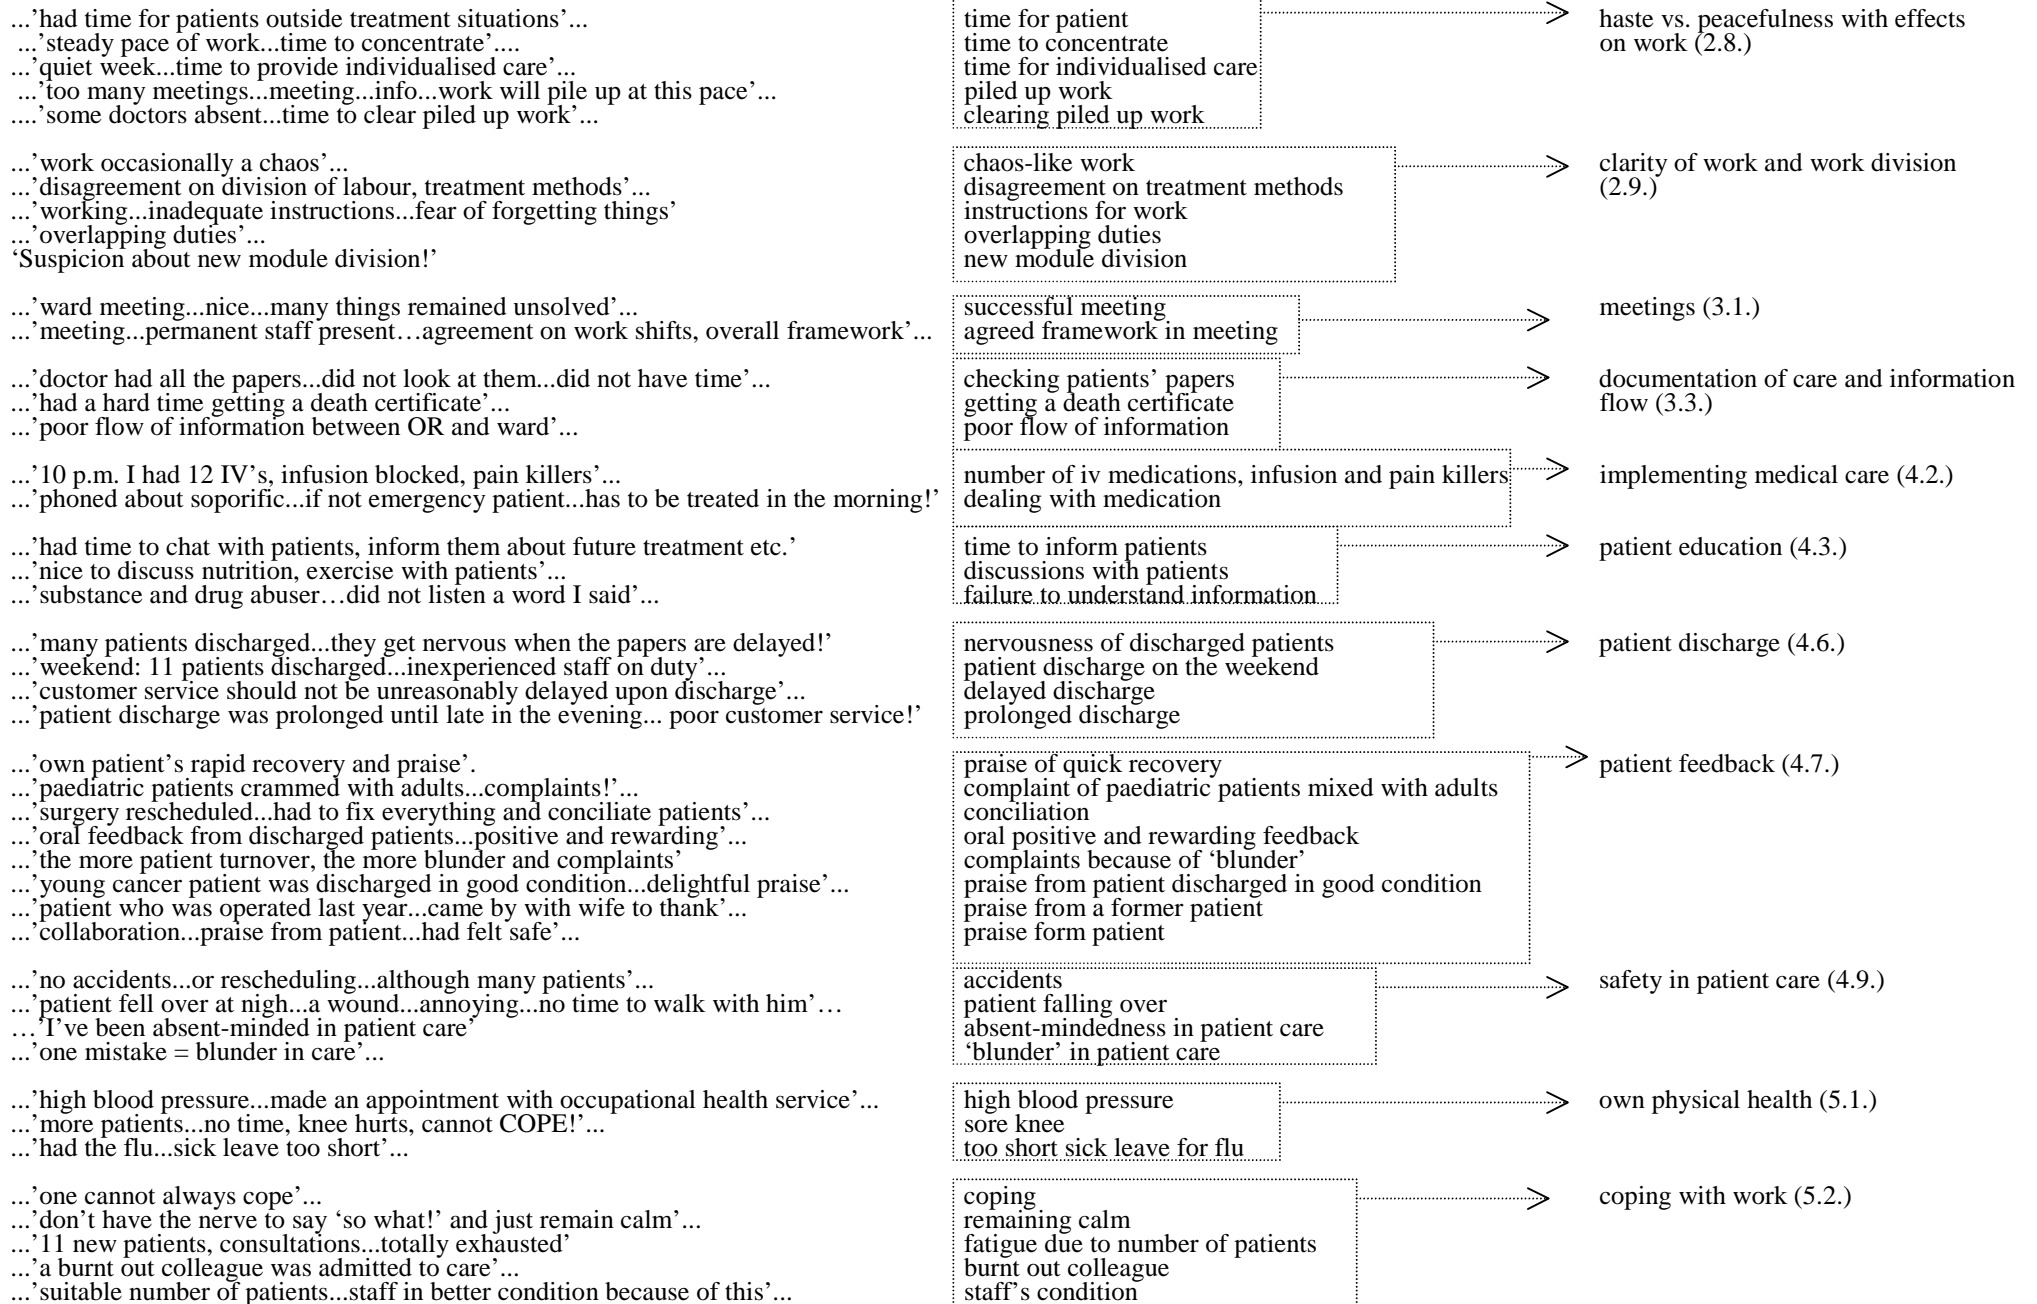 ...’had time for patients outside treatment situations’... time for patient haste vs. peacefulness with effects
...’steady pace of work...time to concentrate’.... time to concentrate on work (2.8.)
...’quiet week...time to provide individualised care’... time for individualised care
...’too many meetings...meeting...info...work will pile up at this pace’... piled up work
....’some doctors absent...time to clear piled up work’... clearing piled up work
...’work occasionally a chaos’... chaos-like work clarity of work and work division
...’disagreement on division of labour, treatment methods’... disagreement on treatment methods (2.9.)
...’working...inadequate instructions...fear of forgetting things’ instructions for work
...’overlapping duties’... overlapping duties
‘Suspicion about new module division!’ new module division
...’ward meeting...nice...many things remained unsolved’... successful meeting meetings (3.1.)
...’meeting...permanent staff present…agreement on work shifts, overall framework’... agreed framework in meeting
...’doctor had all the papers...did not look at them...did not have time’... checking patients’ papers documentation of care and information
...’had a hard time getting a death certificate’... getting a death certificate flow (3.3.)
...’poor flow of information between OR and ward’... poor flow of information
...’10 p.m. I had 12 IV’s, infusion blocked, pain killers’... number of iv medications, infusion and pain killers implementing medical care (4.2.)
...’phoned about soporific...if not emergency patient...has to be treated in the morning!’ dealing with medication
...’had time to chat with patients, inform them about future treatment etc.’ time to inform patients patient education (4.3.)
...’nice to discuss nutrition, exercise with patients’... discussions with patients
...’substance and drug abuser…did not listen a word I said’... failure to understand information
...’many patients discharged...they get nervous when the papers are delayed!’ nervousness of discharged patients patient discharge (4.6.)
...’weekend: 11 patients discharged...inexperienced staff on duty’... patient discharge on the weekend
...’customer service should not be unreasonably delayed upon discharge’... delayed discharge
...’patient discharge was prolonged until late in the evening... poor customer service!’ prolonged discharge
...’own patient’s rapid recovery and praise’. praise of quick recovery patient feedback (4.7.)
...’paediatric patients crammed with adults...complaints!’... complaint of paediatric patients mixed with adults
...’surgery rescheduled...had to fix everything and conciliate patients’... conciliation
...’oral feedback from discharged patients...positive and rewarding’... oral positive and rewarding feedback
...’the more patient turnover, the more blunder and complaints’ complaints because of ‘blunder’
...’young cancer patient was discharged in good condition...delightful praise’... praise from patient discharged in good condition
...’patient who was operated last year...came by with wife to thank’... praise from a former patient
...’collaboration...praise from patient...had felt safe’... praise form patient
...’no accidents...or rescheduling...although many patients’... accidents safety in patient care (4.9.)
...’patient fell over at nigh...a wound...annoying...no time to walk with him’… patient falling over
…’I’ve been absent-minded in patient care’ absent-mindedness in patient care
...’one mistake = blunder in care’... ‘blunder’ in patient care
...’high blood pressure...made an appointment with occupational health service’... high blood pressure own physical health (5.1.)
...’more patients...no time, knee hurts, cannot COPE!’... sore knee
...’had the flu...sick leave too short’... too short sick leave for flu
...’one cannot always cope’... coping coping with work (5.2.)
...’don’t have the nerve to say ‘so what!’ and just remain calm’... remaining calm
...’11 new patients, consultations...totally exhausted’ fatigue due to number of patients
...’a burnt out colleague was admitted to care’... burnt out colleague
...’suitable number of patients...staff in better condition because of this’... staff’s condition